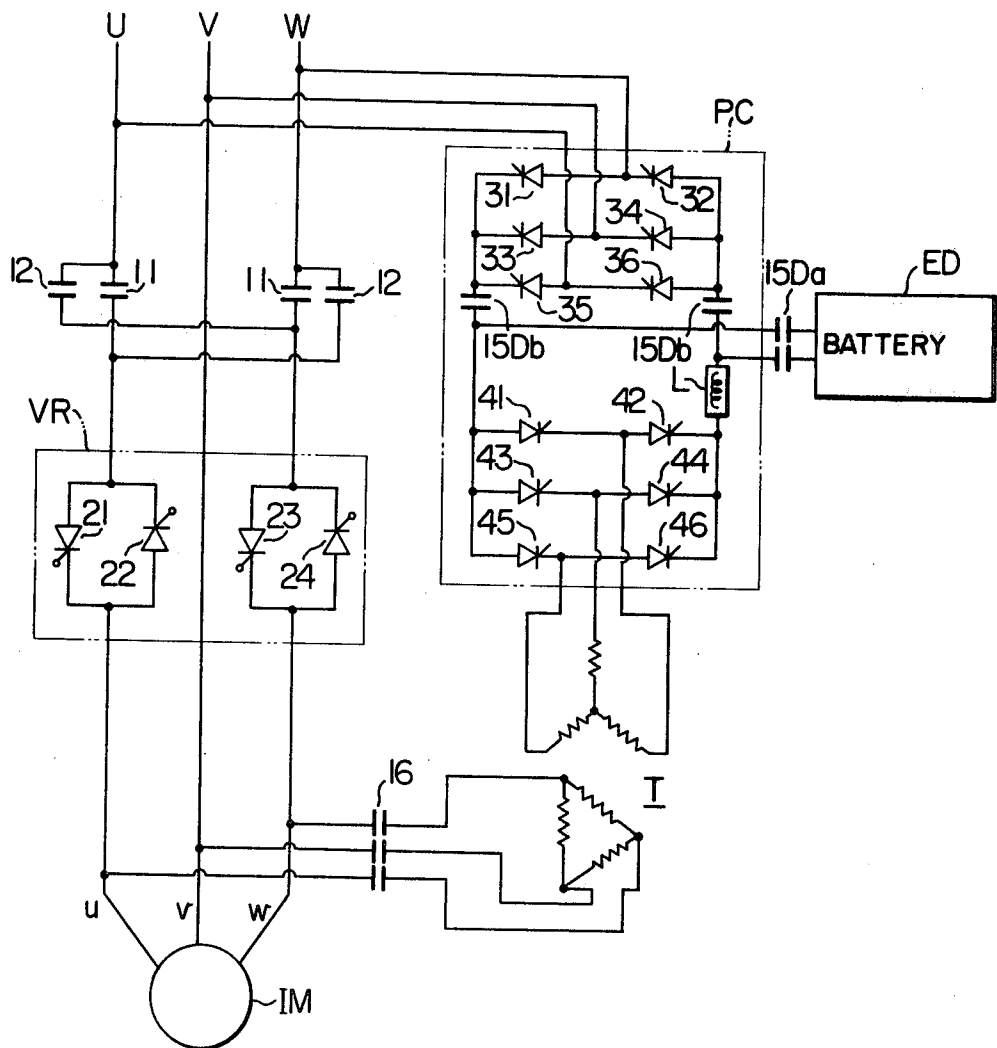 U V W
PC
31 32
34
33 36
12 11 11 12
35
15Da ED
15Db 15Db
BATTERY
L
VR
41 42
43 44
21 23
45 46
22 24
T
16
u v w
IM